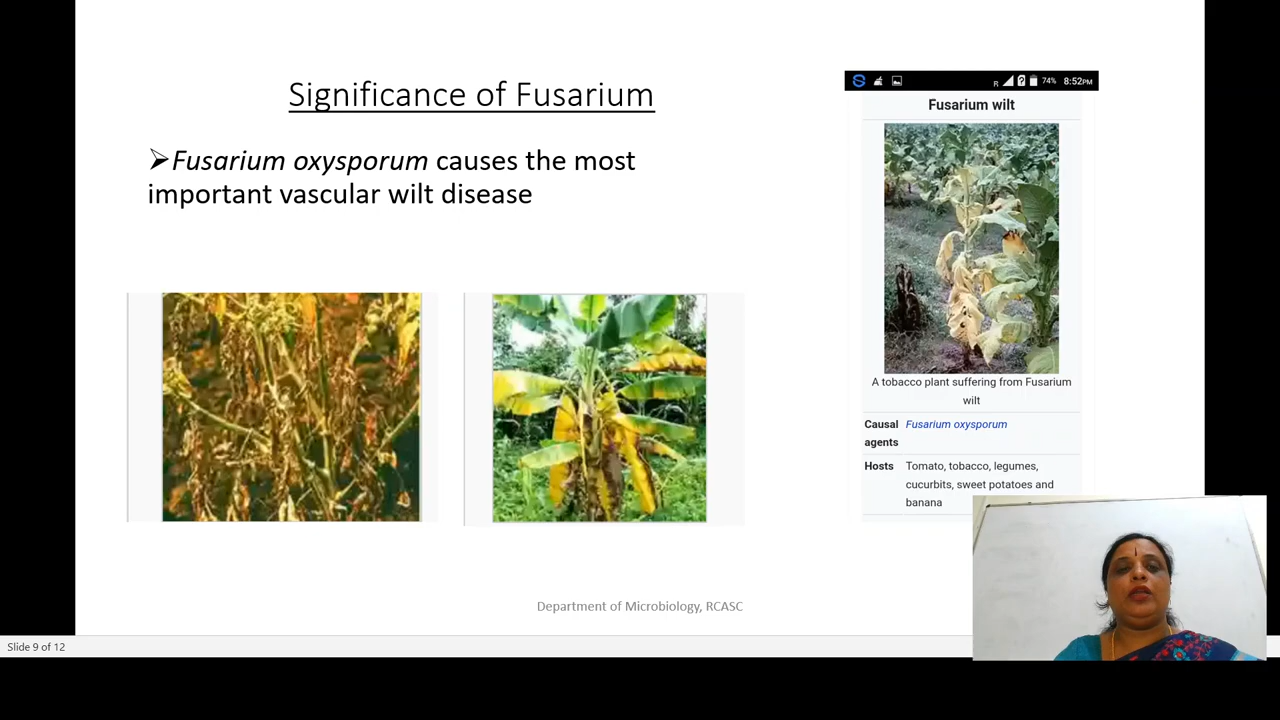 Significance of Fusarium
➢Fusarium oxysporum causes the most
important vascular wilt disease
R 74% 8:52PM
Fusarium wilt
A tobacco plant suffering from Fusarium
wilt
Causal Fusarium oxysporum
agents
Hosts Tomato, tobacco, legumes,
cucurbits, sweet potatoes and
banana
Department of Microbiology, RCASC
Slide 9 of 12